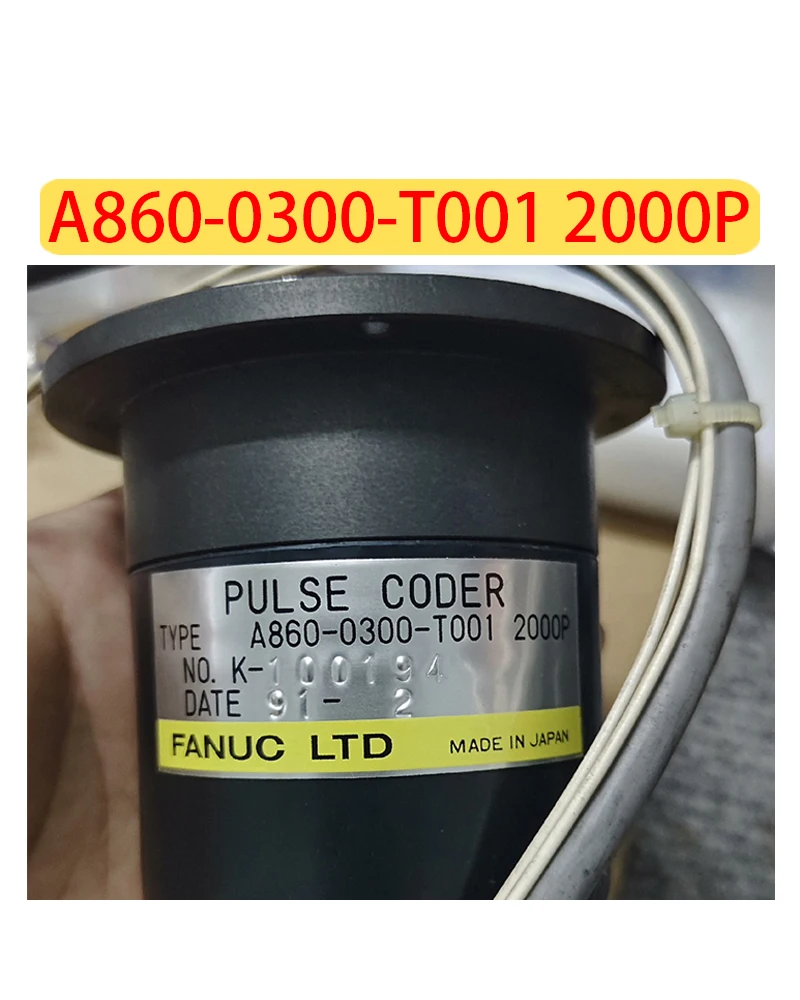 A860-0300-T001 2000P
PULSE CODER
TYPE A860-0300-T001 2000P
NO. K-100194
DATE 91- 2
FANUC LTD MADE IN JAPAN